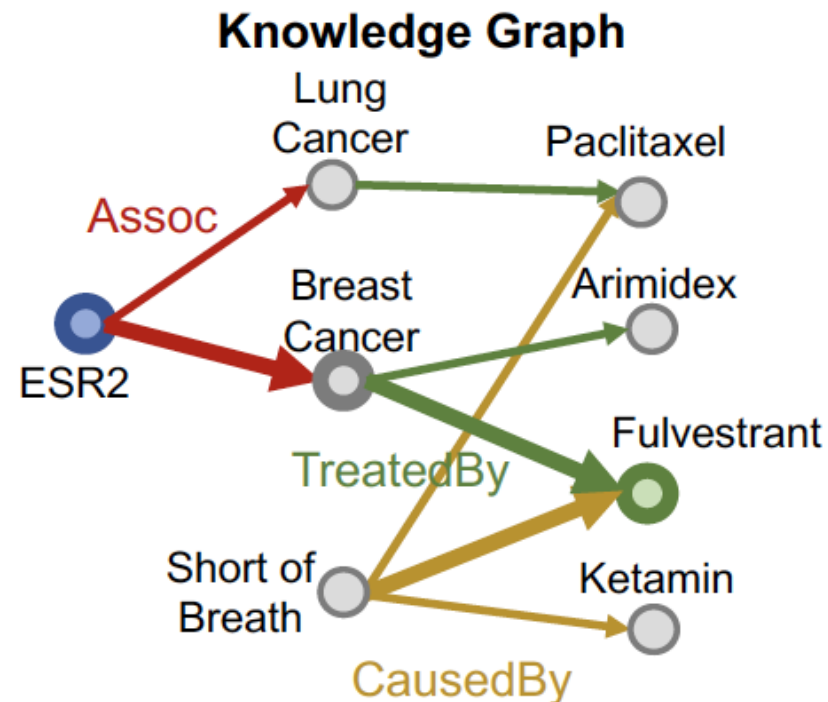 Knowledge Graph
Lung
Cancer
Paclitaxel
Assoc
Breast
Cancer
Arimidex
ESR2
Fulvestrant
TreatedBy
Short of
Breath
Ketamin
CausedBy